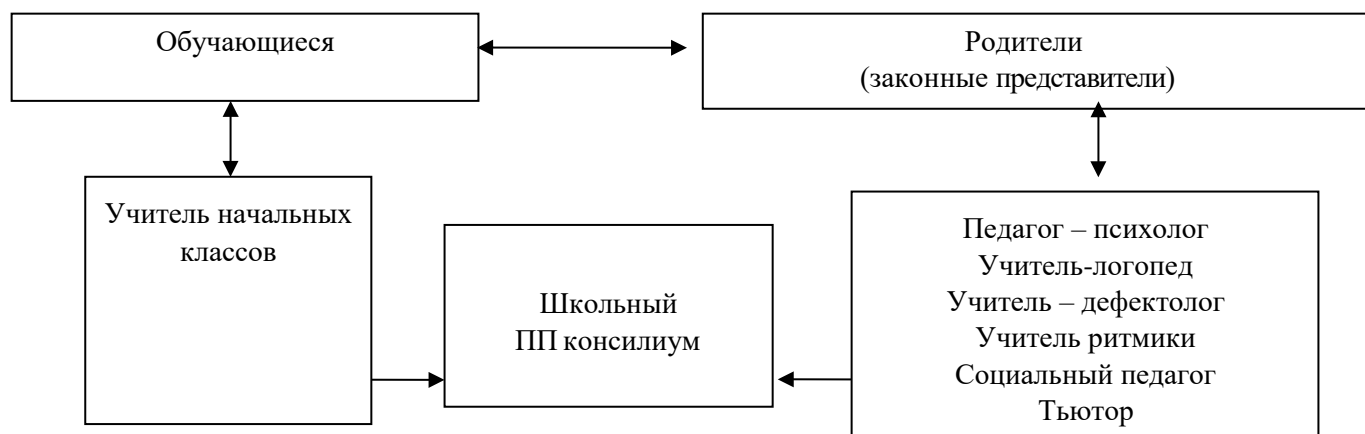 Обучающиеся
Родители
(законные представители)
Учитель начальных
классов
Школьный
ПП консилиум
Педагог – психолог
Учитель-логопед
Учитель – дефектолог
Учитель ритмики
Социальный педагог
Тьютор